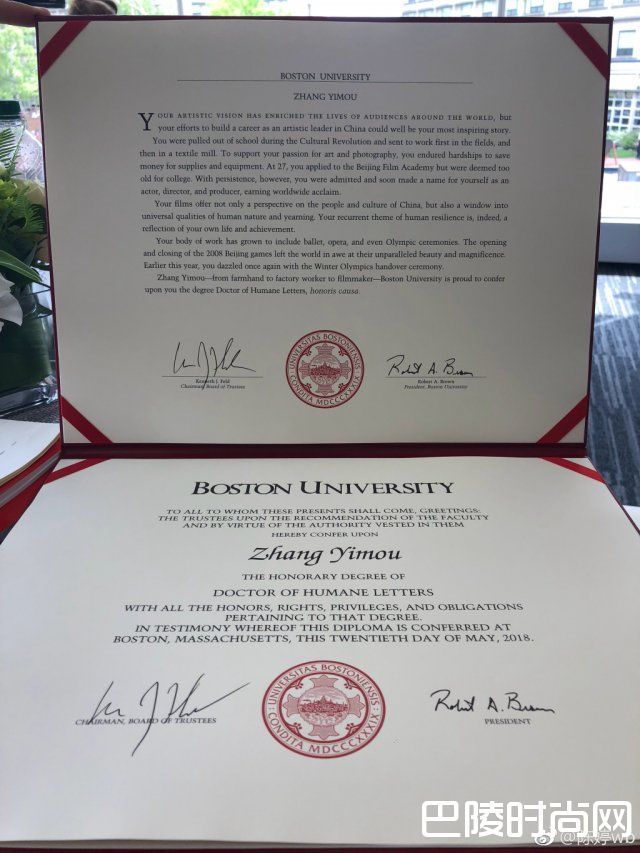 BOSTON UNIVERSITY
ZHANG YIMOU
YOUR ARTISTIC VISION HAS ENRICHED THE LIVES OF AUDIENCES AROUND THE WORLD, but
your efforts to build a career as an artistic leader in China could well be your most inspiring story.
You were pulled out of school during the Cultural Revolution and sent to work first in the fields, and
then in a textile mill. To support your passion for art and photography, you endured hardships to save
money for supplies and equipment. At 27, you applied to the Beijing Film Academy but were deemed too
old for college. With persistence, however, you were admitted and soon made a name for yourself as an
actor, director, and producer, earning worldwide acclaim.
Your films offer not only a perspective on the people and culture of China, but also a window into
universal qualities of human nature and yearning. Your recurrent theme of human resilience is, indeed, a
reflection of your own life and achievement.
Your body of work has grown to include ballet, opera, and even Olympic ceremonies. The opening
and closing of the 2008 Beijing games left the world in awe at their unparalleled beauty and magnificence.
Earlier this year, you dazzled once again with the Winter Olympics handover ceremony.
Zhang Yimou—from farmhand to factory worker to filmmaker—Boston University is proud to confer
upon you the degree Doctor of Humane Letters, honoris causa.
Kenneth J. Feld
Chairman, Board of Trustees
UNIVERSITAS BOSTONIENSIS
CONDITA MDCCCXXXIX
Robert A. Brown
Robert A. Brown
President, Boston University
BOSTON UNIVERSITY
TO ALL TO WHOM THESE PRESENTS SHALL COME, GREETINGS:
THE TRUSTEES UPON THE RECOMMENDATION OF THE FACULTY
AND BY VIRTUE OF THE AUTHORITY VESTED IN THEM
HEREBY CONFER UPON
Zhang Yimou
THE HONORARY DEGREE OF
DOCTOR OF HUMANE LETTERS
WITH ALL THE HONORS, RIGHTS, PRIVILEGES, AND OBLIGATIONS
PERTAINING TO THAT DEGREE.
IN TESTIMONY WHEREOF THIS DIPLOMA IS CONFERRED AT
BOSTON, MASSACHUSETTS, THIS TWENTIETH DAY OF MAY, 2018.
CHAIRMAN, BOARD OF TRUSTEES
UNIVERSITAS BOSTONIENSIS
CONDITA MDCCCXXXIX
Robert A. Brown
PRESIDENT
巴陵时尚网
@陈婷wb